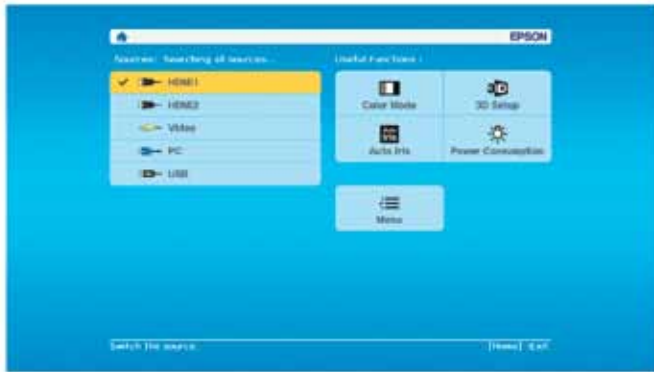 EPSON
Sources: Searching all sources...
Useful Functions :
HDMI1
HDMI2
Video
PC
USB
Color Mode
3D Setup
Auto Iris
Power Consumption
Menu
Switch the source.
[Home] :Exit